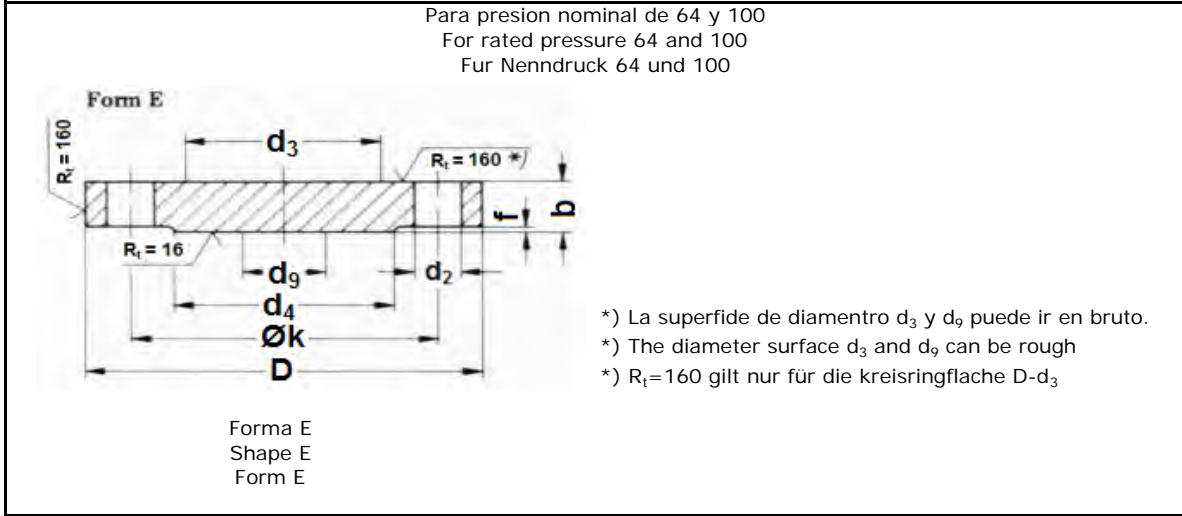 Para presion nominal de 64 y 100
For rated pressure 64 and 100
Fur Nenndruck 64 und 100
Form E
Rₜ = 160
d₃
Rₜ = 160 *)
f
b
Rₜ = 16
d₉
d₂
d₄
Øk
D
*) La superfide de diamentro d₃ y d₉ puede ir en bruto.
*) The diameter surface d₃ and d₉ can be rough
*) Rₜ=160 gilt nur für die kreisringflache D-d₃
Forma E
Shape E
Form E